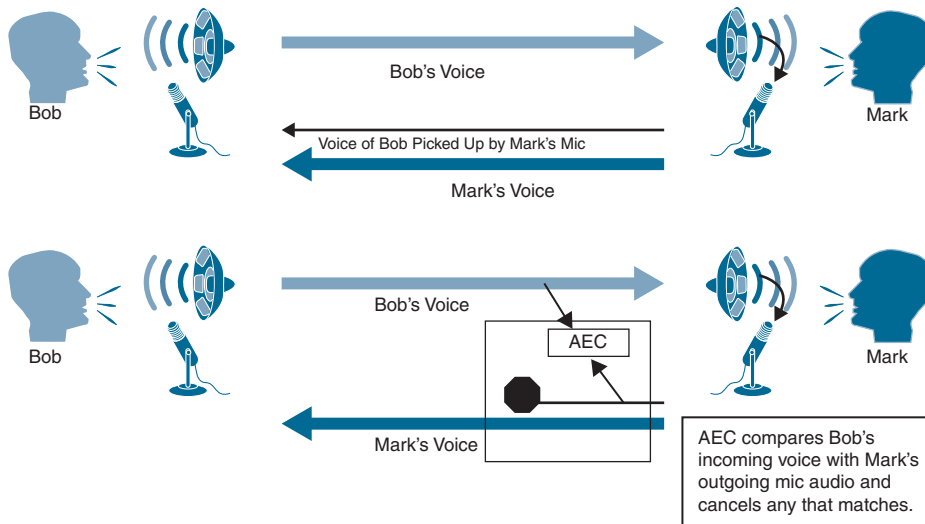 Bob's Voice
Bob
Mark
Voice of Bob Picked Up by Mark's Mic
Mark's Voice
Bob's Voice
AEC
Bob
Mark
Mark's Voice
AEC compares Bob's
incoming voice with Mark's
outgoing mic audio and
cancels any that matches.